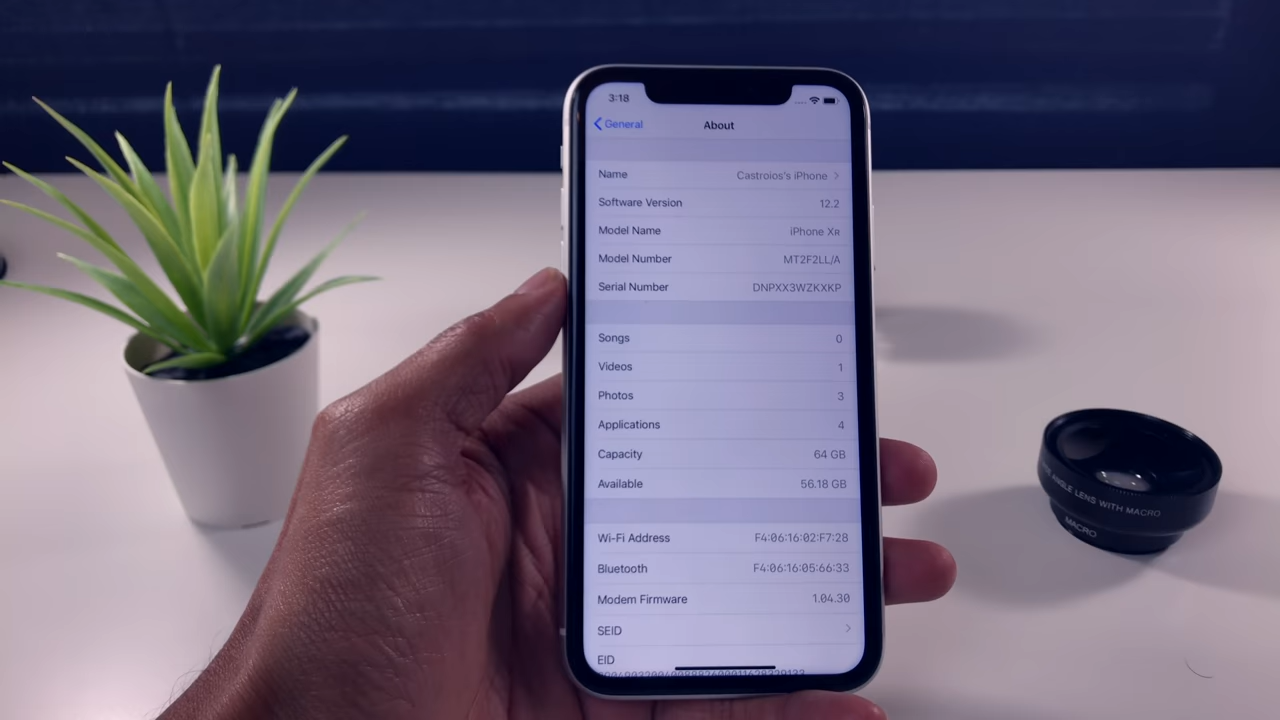 3:18
General
About
Name Castroios's iPhone
Software Version 12.2
Model Name iPhone XR
Model Number MT2F2LL/A
Serial Number DNPXX3WZKXKP
Songs 0
Videos 1
Photos 3
Applications 4
Capacity 64 GB
Available 56.18 GB
Wi-Fi Address F4:06:16:02:F7:28
Bluetooth F4:06:16:05:66:33
Modem Firmware 1.04.30
SEID
EID
ANGLE LENS WITH MACRO
MACRO